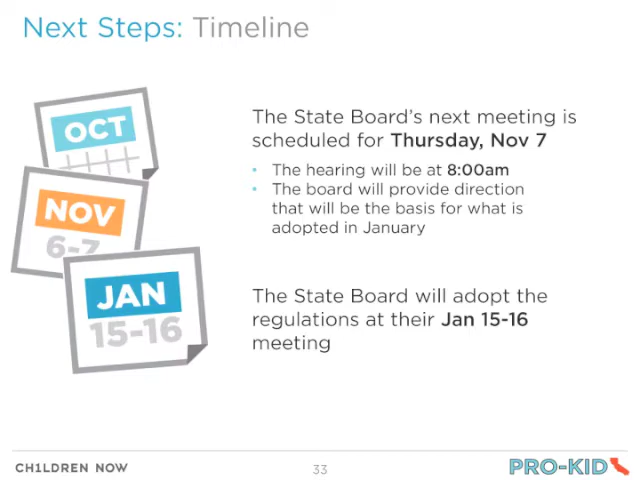 Next Steps: Timeline
OCT
NOV
6-7
JAN
15-16
The State Board's next meeting is
scheduled for Thursday, Nov 7
• The hearing will be at 8:00am
• The board will provide direction
that will be the basis for what is
adopted in January
The State Board will adopt the
regulations at their Jan 15-16
meeting
CH1LDREN NOW
33
PRO-KID